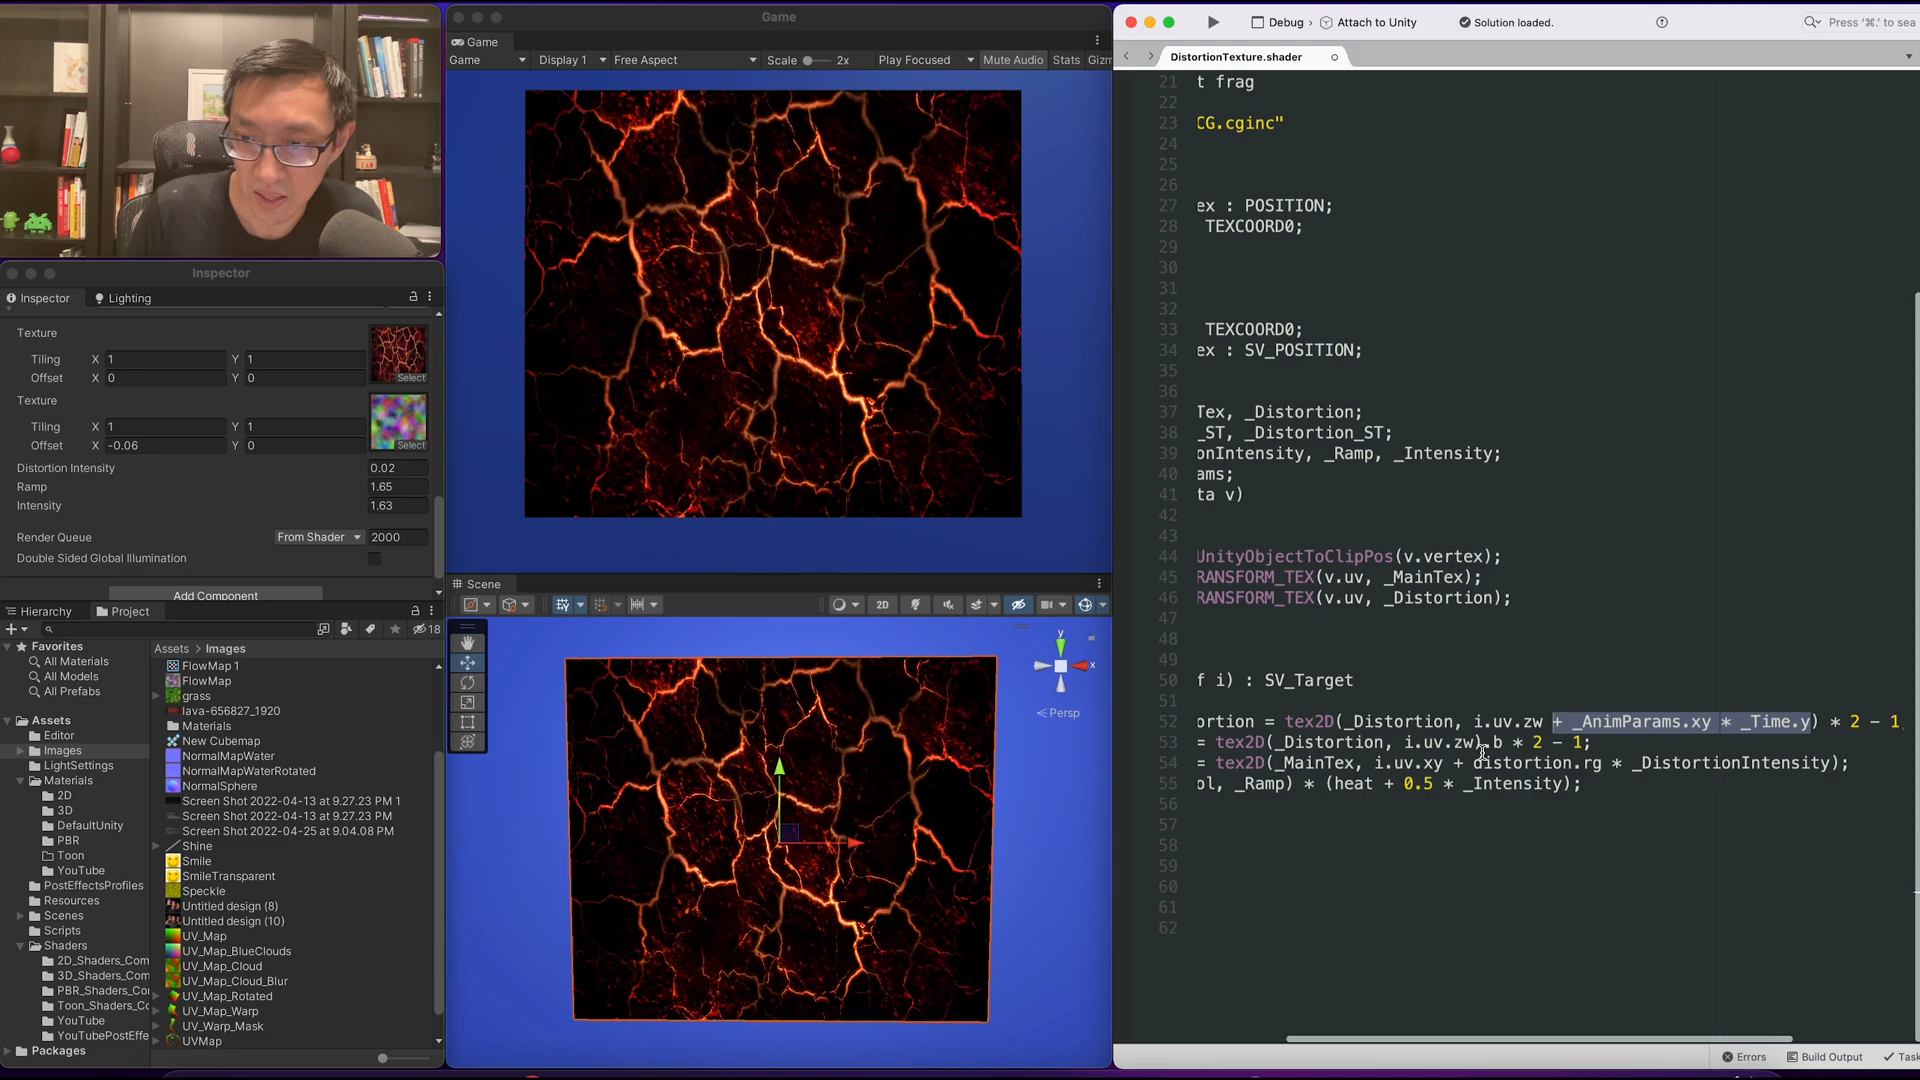 Inspector
Inspector
Lighting
Texture
Tiling X 1 Y 1
Offset X 0 Y 0
Select
Texture
Tiling X 1 Y 1
Offset X -0.06 Y 0
Select
Distortion Intensity 0.02
Ramp 1.65
Intensity 1.63
Render Queue From Shader 2000
Double Sided Global Illumination
Add Component
Hierarchy Project
18
Favorites
All Materials
All Models
All Prefabs
Assets
Editor
Images
LightSettings
Materials
2D
3D
DefaultUnity
PBR
Toon
YouTube
PostEffectsProfiles
Resources
Scenes
Scripts
Shaders
2D_Shaders_Com
3D_Shaders_Com
PBR_Shaders_Co
Toon_Shaders_Co
YouTube
YouTubePostEffe
Packages
Assets Images
FlowMap 1
FlowMap
grass
lava-656827_1920
Materials
New Cubemap
NormalMapWater
NormalMapWaterRotated
NormalSphere
Screen Shot 2022-04-13 at 9.27.23 PM 1
Screen Shot 2022-04-13 at 9.27.23 PM
Screen Shot 2022-04-25 at 9.04.08 PM
Shine
Smile
SmileTransparent
Speckle
Untitled design (8)
Untitled design (10)
UV_Map
UV_Map_BlueClouds
UV_Map_Cloud
UV_Map_Cloud_Blur
UV_Map_Rotated
UV_Map_Warp
UV_Warp_Mask
UVMap
Game
Game
Game Display 1 Free Aspect Scale 2x Play Focused Mute Audio Stats Gizm
Scene
2D
y
x
Persp
Debug › Attach to Unity
Solution loaded.
Press '⌘.' to sea
DistortionTexture.shader
21 t frag
22
23 CG.cginc"
24
25
26
27 ex : POSITION;
28 TEXCOORD0;
29
30
31
32
33 TEXCOORD0;
34 ex : SV_POSITION;
35
36
37 Tex, _Distortion;
38 _ST, _Distortion_ST;
39 onIntensity, _Ramp, _Intensity;
40 ams;
41 ta v)
42
43
44 UnityObjectToClipPos(v.vertex);
45 RANSFORM_TEX(v.uv, _MainTex);
46 RANSFORM_TEX(v.uv, _Distortion);
47
48
49
50 f i) : SV_Target
51
52 ortion = tex2D(_Distortion, i.uv.zw + _AnimParams.xy * _Time.y) * 2 - 1
53 = tex2D(_Distortion, i.uv.zw).b * 2 - 1;
54 = tex2D(_MainTex, i.uv.xy + distortion.rg * _DistortionIntensity);
55 ol, _Ramp) * (heat + 0.5 * _Intensity);
56
57
58
59
60
61
62
Errors Build Output Task